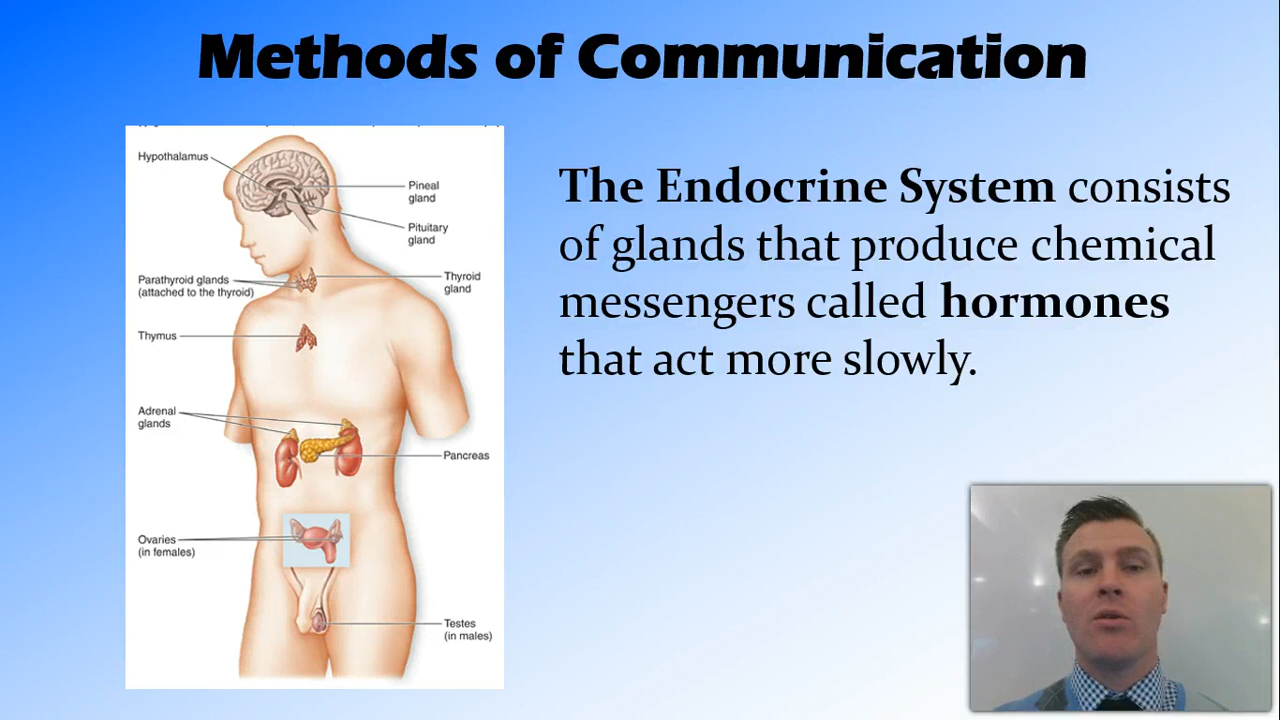 Methods of Communication
Hypothalamus
Pineal
gland
Pituitary
gland
Parathyroid glands
(attached to the thyroid)
Thyroid
gland
Thymus
Adrenal
glands
Pancreas
Ovaries
(in females)
Testes
(in males)
The Endocrine System consists
of glands that produce chemical
messengers called hormones
that act more slowly.